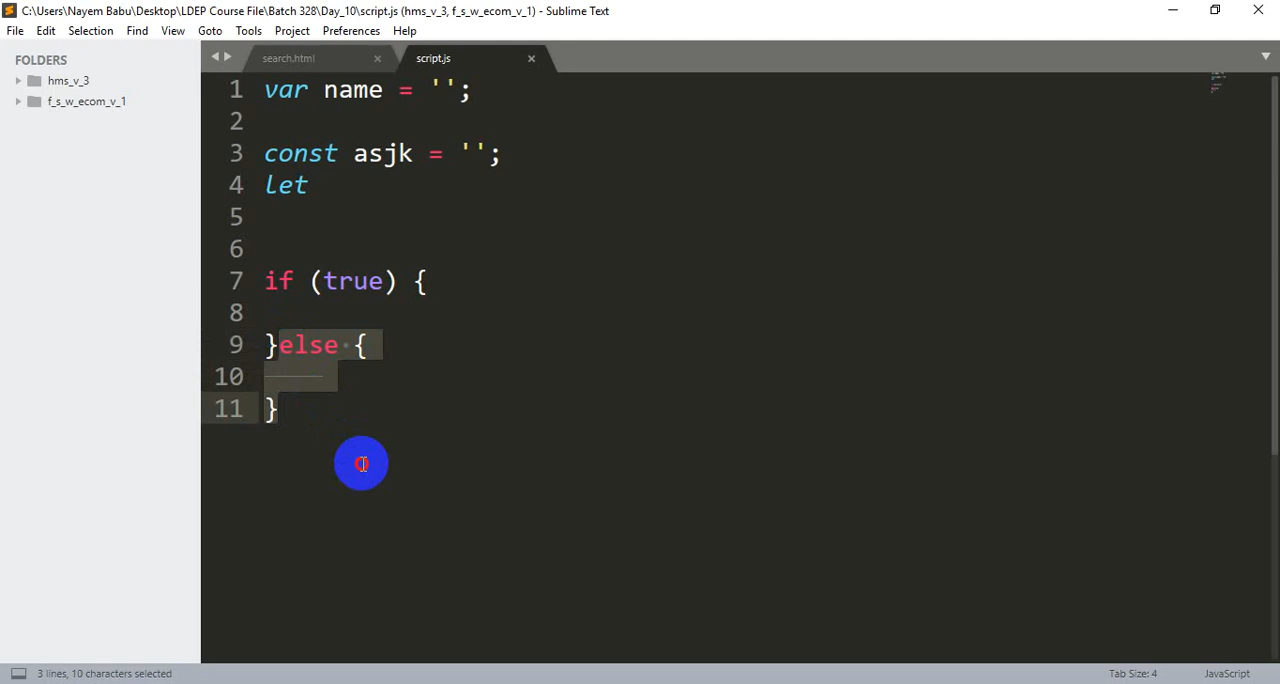 C:\Users\Nayem Babu\Desktop\LDEP Course File\Batch 328\Day_10\script.js (hms_v_3, f_s_w_ecom_v_1) - Sublime Text
File Edit Selection Find View Goto Tools Project Preferences Help
FOLDERS
hms_v_3
f_s_w_ecom_v_1
search.html × script.js ×
1 var name = '';
2
3 const asjk = '';
4 let
5
6
7 if (true) {
8
9 }else {
10
11 }
3 lines, 10 characters selected Tab Size: 4 JavaScript